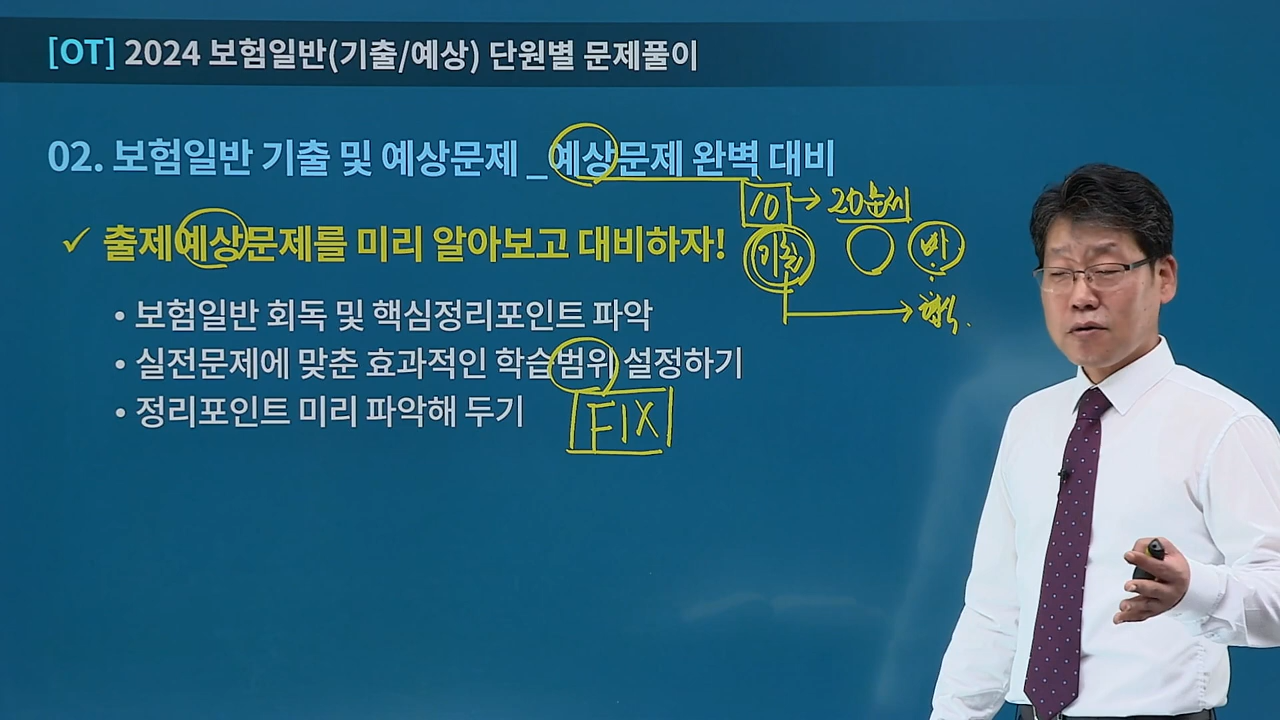 [OT] 2024 보험일반(기출/예상) 단원별 문제풀이
02. 보험일반 기출 및 예상문제 _ 예상문제 완벽 대비
10 → 20문제
✓ 출제예상문제를 미리 알아보고 대비하자!
기출
• 보험일반 회독 및 핵심정리포인트 파악
• 실전문제에 맞춘 효과적인 학습범위 설정하기
• 정리포인트 미리 파악해 두기
FIX